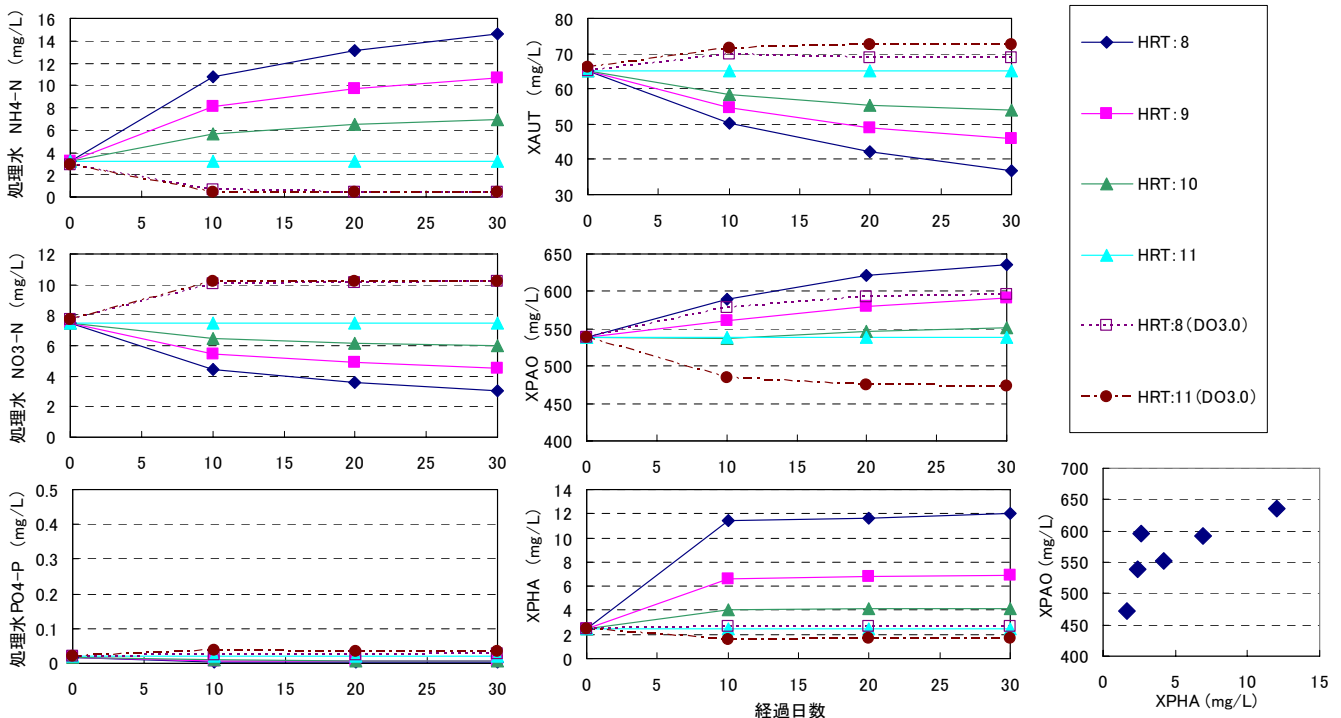 処理水 NH4-N (mg/L)
16
14
12
10
8
6
4
2
0
0 5 10 15 20 25 30
XAUT (mg/L)
80
70
60
50
40
30
0 5 10 15 20 25 30
処理水 NO3-N (mg/L)
12
10
8
6
4
2
0
0 5 10 15 20 25 30
XPAO (mg/L)
650
600
550
500
450
400
0 5 10 15 20 25 30
処理水PO4-P (mg/L)
0.5
0.4
0.3
0.2
0.1
0
0 5 10 15 20 25 30
XPHA (mg/L)
14
12
10
8
6
4
2
0
0 5 10 15 20 25 30
経過日数
HRT:8
HRT:9
HRT:10
HRT:11
HRT:8(DO3.0)
HRT:11(DO3.0)
XPAO (mg/L)
700
650
600
550
500
450
400
0 5 10 15
XPHA (mg/L)